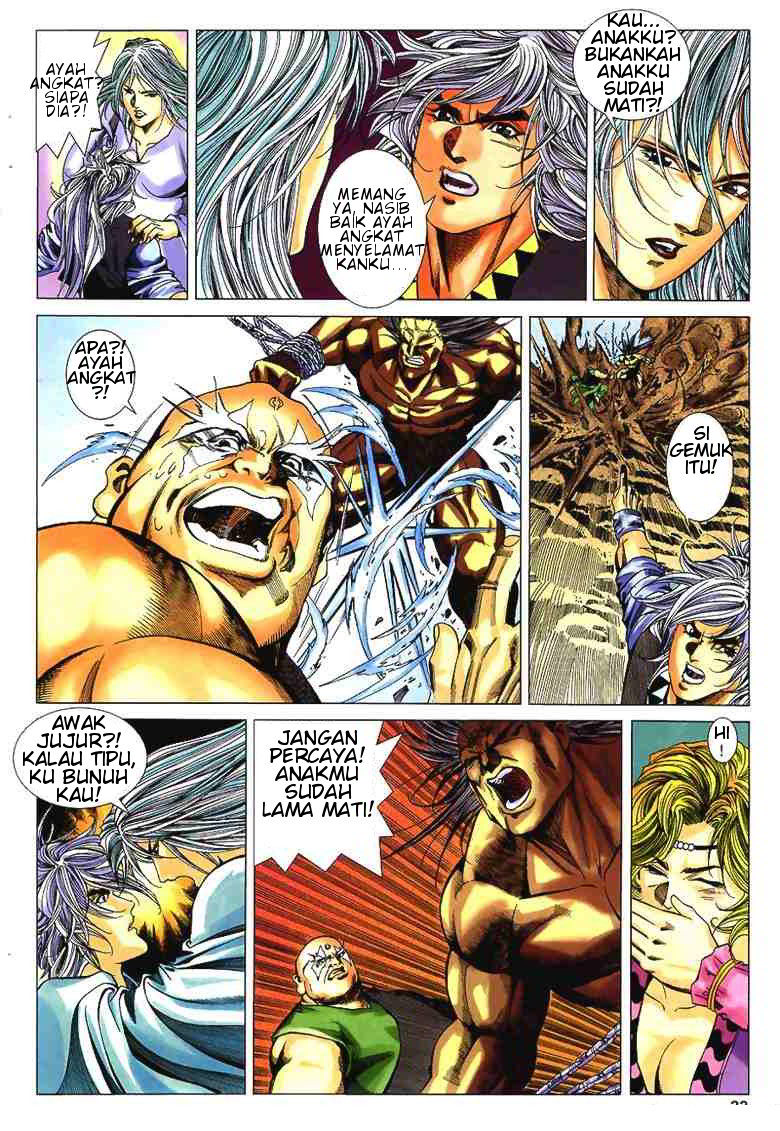 AYAH
ANGKAT?
SIAPA
DIA?!
MEMANG
YA, NASIB
BAIK AYAH
ANGKAT
MENYELAMAT
KANKU...
KAU...
ANAKKU?
BUKANKAH
ANAKKU
SUDAH
MATI?!
APA?!
AYAH
ANGKAT
?!
SI
GEMUK
ITU!
AWAK
JUJUR?!
KALAU TIPU,
KU BUNUH
KAU!
JANGAN
PERCAYA!
ANAKMU
SUDAH
LAMA MATI!
HI
!